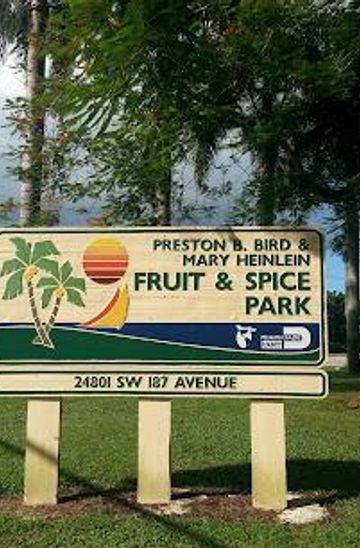 PRESTON B. BIRD &
MARY HEINLEIN
FRUIT & SPICE
PARK
24801 SW 187 AVENUE